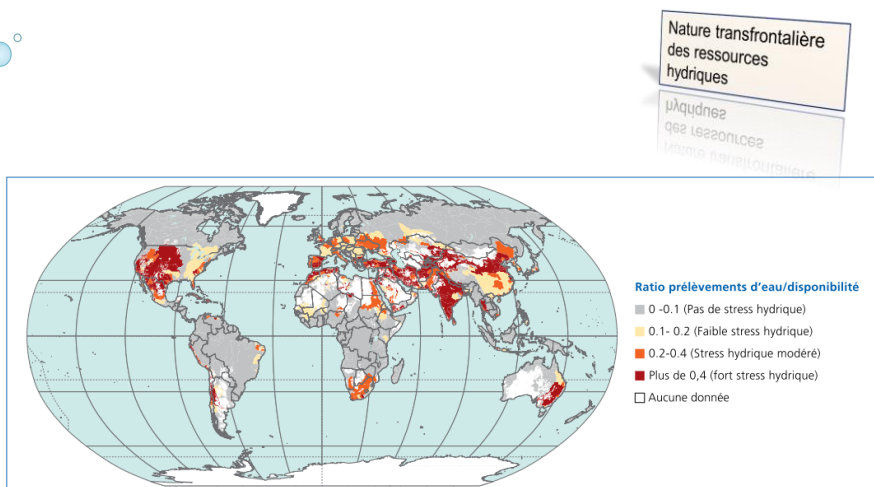 Nature transfrontalière
des ressources
hydriques
Ratio prélèvements d'eau/disponibilité
0 -0.1 (Pas de stress hydrique)
0.1- 0.2 (Faible stress hydrique)
0.2-0.4 (Stress hydrique modéré)
Plus de 0,4 (fort stress hydrique)
Aucune donnée